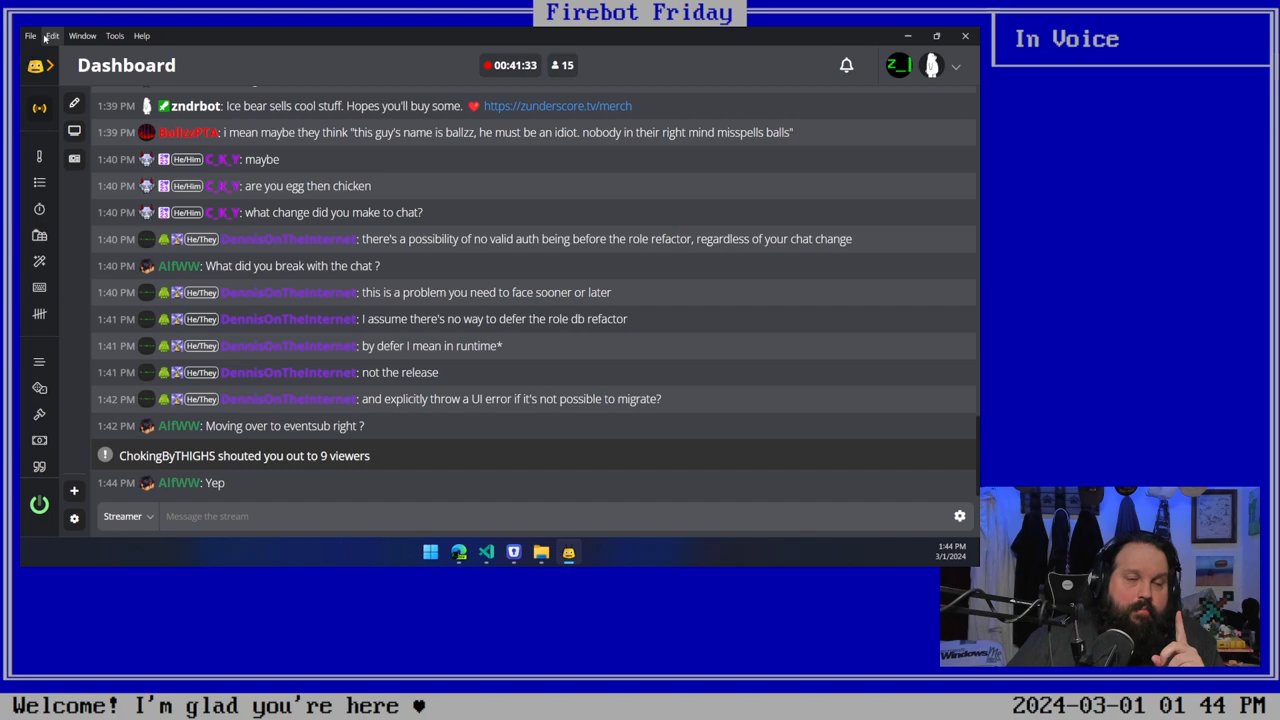 Firebot Friday
File Edit Window Tools Help
In Voice
Dashboard
00:41:33
15
z_|
1:39 PM zndrbot: Ice bear sells cool stuff. Hopes you'll buy some. ❤ https://zunderscore.tv/merch
1:39 PM BallzzPTA: i mean maybe they think "this guy's name is ballzz, he must be an idiot. nobody in their right mind misspells balls"
1:40 PM He/Him C_K_Y: maybe
1:40 PM He/Him C_K_Y: are you egg then chicken
1:40 PM He/Him C_K_Y: what change did you make to chat?
1:40 PM He/They DennisOnTheInternet: there's a possibility of no valid auth being before the role refactor, regardless of your chat change
1:40 PM AlfWW: What did you break with the chat ?
1:40 PM He/They DennisOnTheInternet: this is a problem you need to face sooner or later
1:41 PM He/They DennisOnTheInternet: I assume there's no way to defer the role db refactor
1:41 PM He/They DennisOnTheInternet: by defer I mean in runtime*
1:41 PM He/They DennisOnTheInternet: not the release
1:42 PM He/They DennisOnTheInternet: and explicitly throw a UI error if it's not possible to migrate?
1:42 PM AlfWW: Moving over to eventsub right ?
ChokingByTHIGHS shouted you out to 9 viewers
1:44 PM AlfWW: Yep
Streamer Message the stream
1:44 PM
3/1/2024
Windows Me
Welcome! I'm glad you're here ♥
2024-03-01 01 44 PM